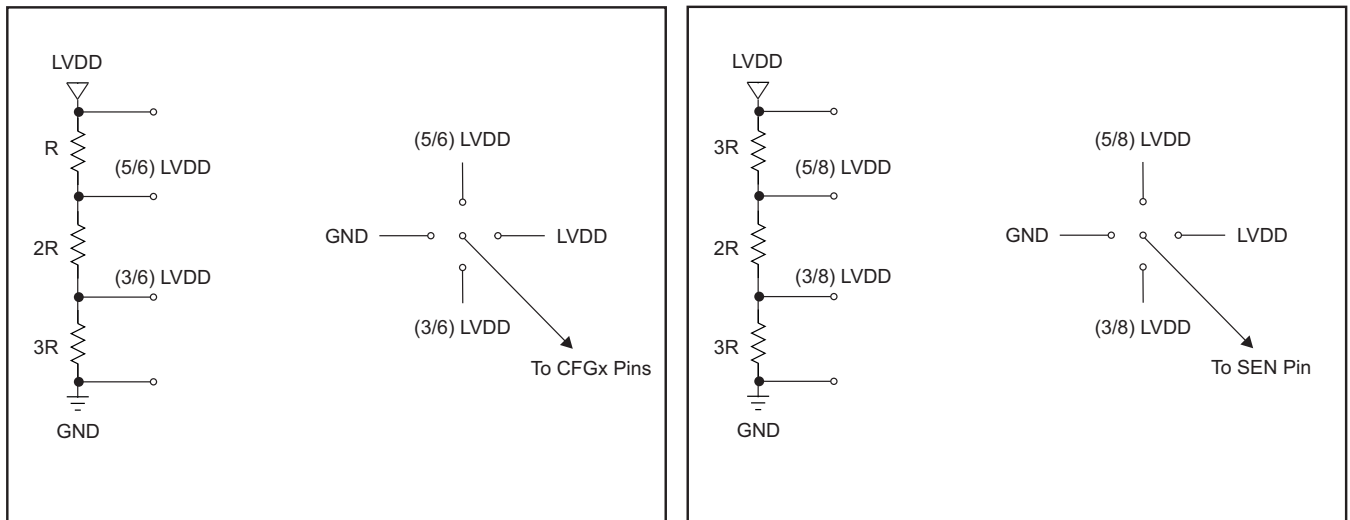 LVDD
R
(5/6) LVDD
2R
(3/6) LVDD
3R
GND
(5/6) LVDD
GND
LVDD
(3/6) LVDD
To CFGx Pins
LVDD
3R
(5/8) LVDD
2R
(3/8) LVDD
3R
GND
(5/8) LVDD
GND
LVDD
(3/8) LVDD
To SEN Pin